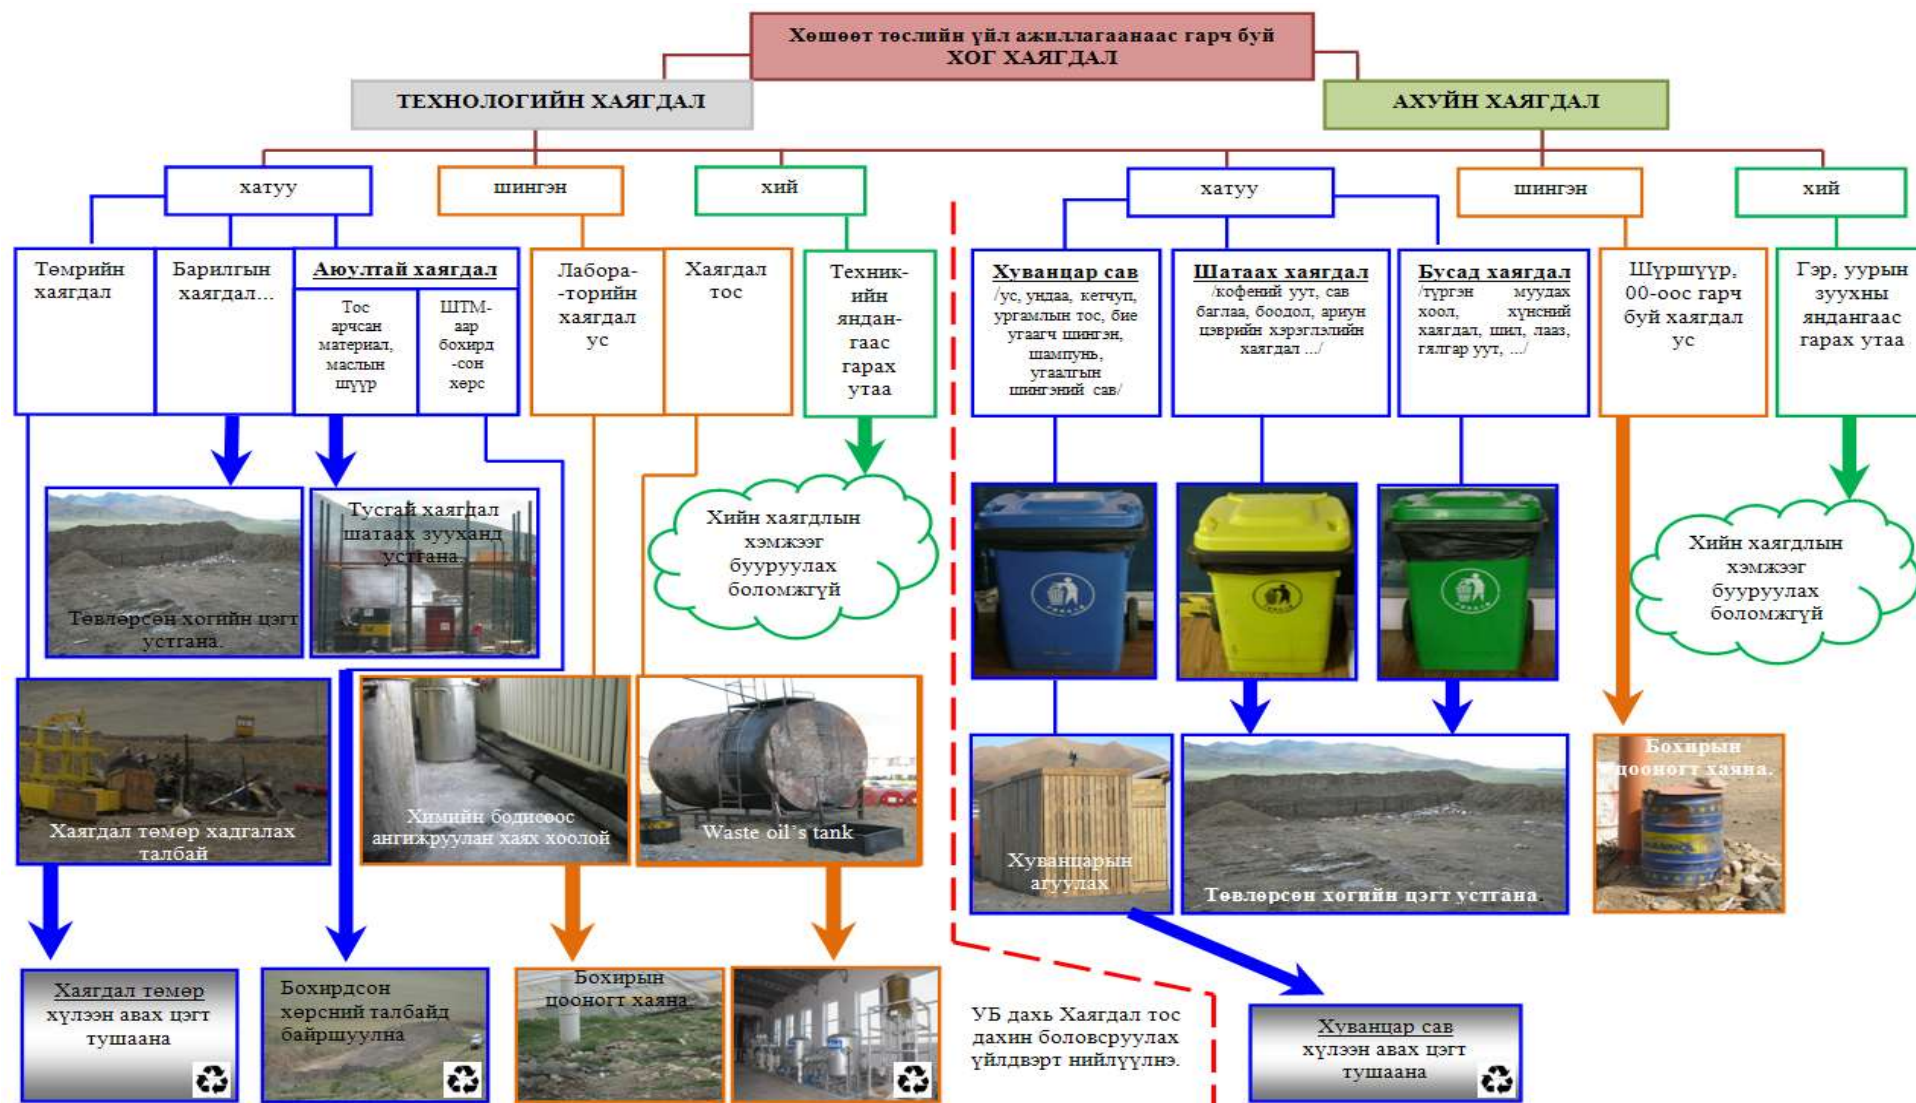 Хөшөөт төслийн үйл ажиллагаанаас гарч буй
ХОГ ХАЯГДАЛ
ТЕХНОЛОГИЙН ХАЯГДАЛ
АХУЙН ХАЯГДАЛ
хатуу
шингэн
хий
хатуу
шингэн
хий
Төмрийн
хаягдал
Барилгын
хаягдал...
Аюултай хаягдал
Тос
арчсан
материал,
маслын
шүүр
ШТМ-
аар
бохирд
-сон
хөрс
Лабора-
-торийн
хаягдал
ус
Хаягдал
тос
Техник-
ийн
яндан-
гаас
гарах
утаа
Хуванцар сав
/ус, ундаа, кетчуп,
ургамлын тос, бие
угаагч шингэн,
шампунь,
угаалгын
шингэний сав/
Шатаах хаягдал
/кофений уут, сав
баглаа, боодол, ариун
цэврийн хэрэглэлийн
хаягдал .../
Бусад хаягдал
/түргэн муудах
хоол, хүнсний
хаягдал, шил, лааз,
гялгар уут, .../
Шүршүүр,
00-оос гарч
буй хаягдал
ус
Гэр, уурын
зуухны
яндангаас
гарах утаа
Төвлөрсөн хогийн цэгт
устгана.
Тусгай хаягдал
шатаах зууханд
устгана.
Хийн хаягдлын
хэмжээг
бууруулах
боломжгүй
Хийн хаягдлын
хэмжээг
бууруулах
боломжгүй
Хаягдал төмөр хадгалах
талбай
Химийн бодисоос
ангижруулан хаях хоолой
Waste oil's tank
Хуванцарын
агуулах
Төвлөрсөн хогийн цэгт устгана.
Бохирын
цооногт хаяна.
Хаягдал төмөр
хүлээн авах цэгт
тушаана
Бохирдсон
хөрсний талбайд
байршуулна
Бохирын
цооногт хаяна
УБ дахь Хаягдал тос
дахин боловсруулах
үйлдвэрт нийлүүлнэ.
Хуванцар сав
хүлээн авах цэгт
тушаана